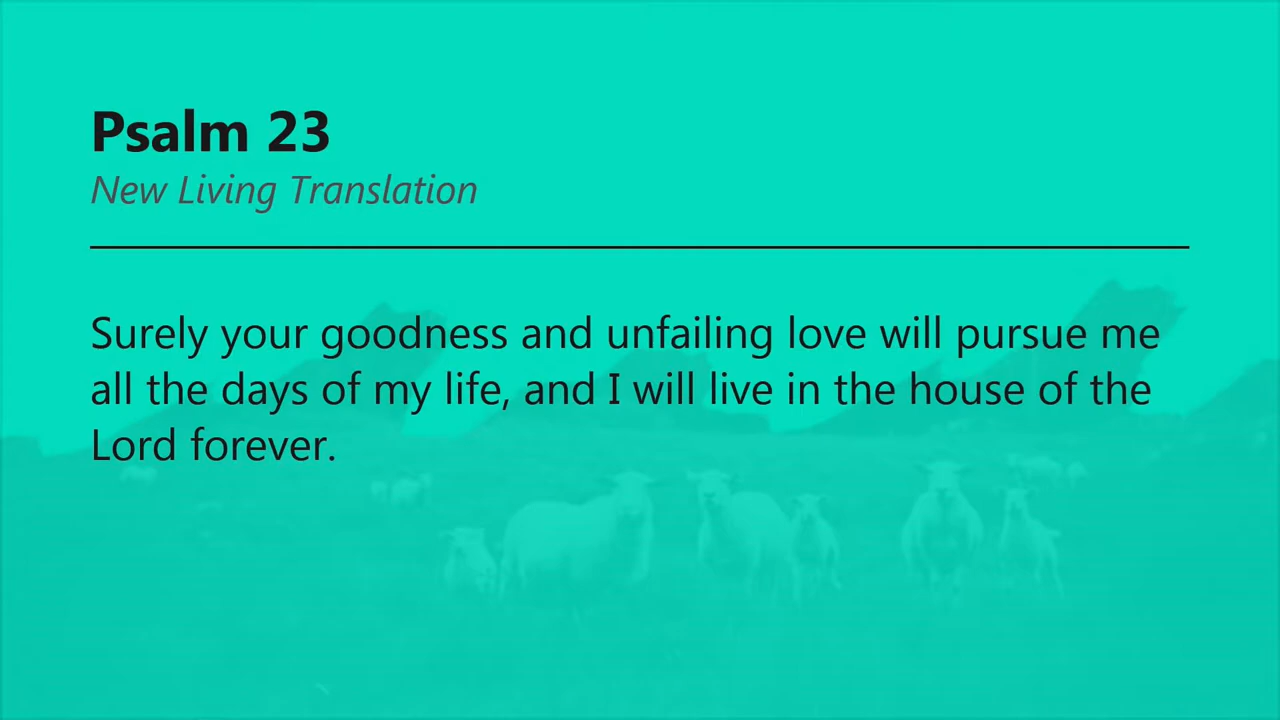 Psalm 23
New Living Translation
Surely your goodness and unfailing love will pursue me
all the days of my life, and I will live in the house of the
Lord forever.